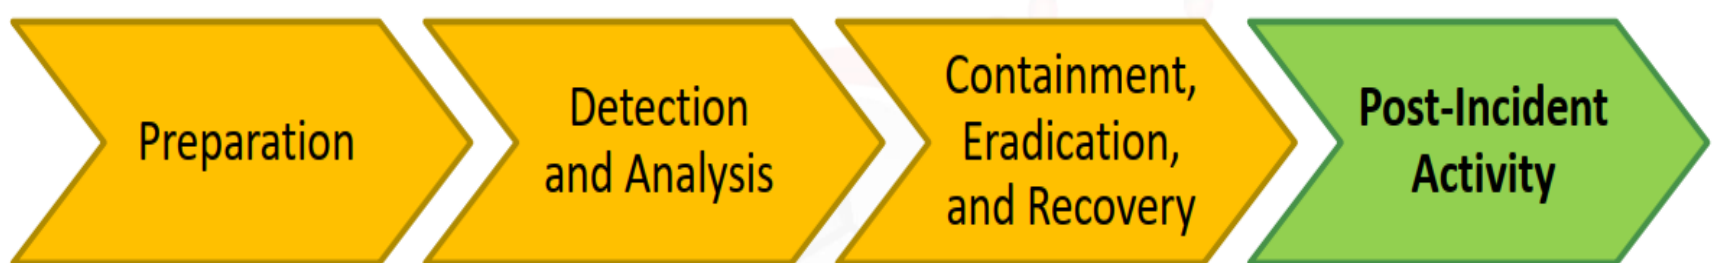 Preparation
Detection
and Analysis
Containment,
Eradication,
and Recovery
Post-Incident
Activity